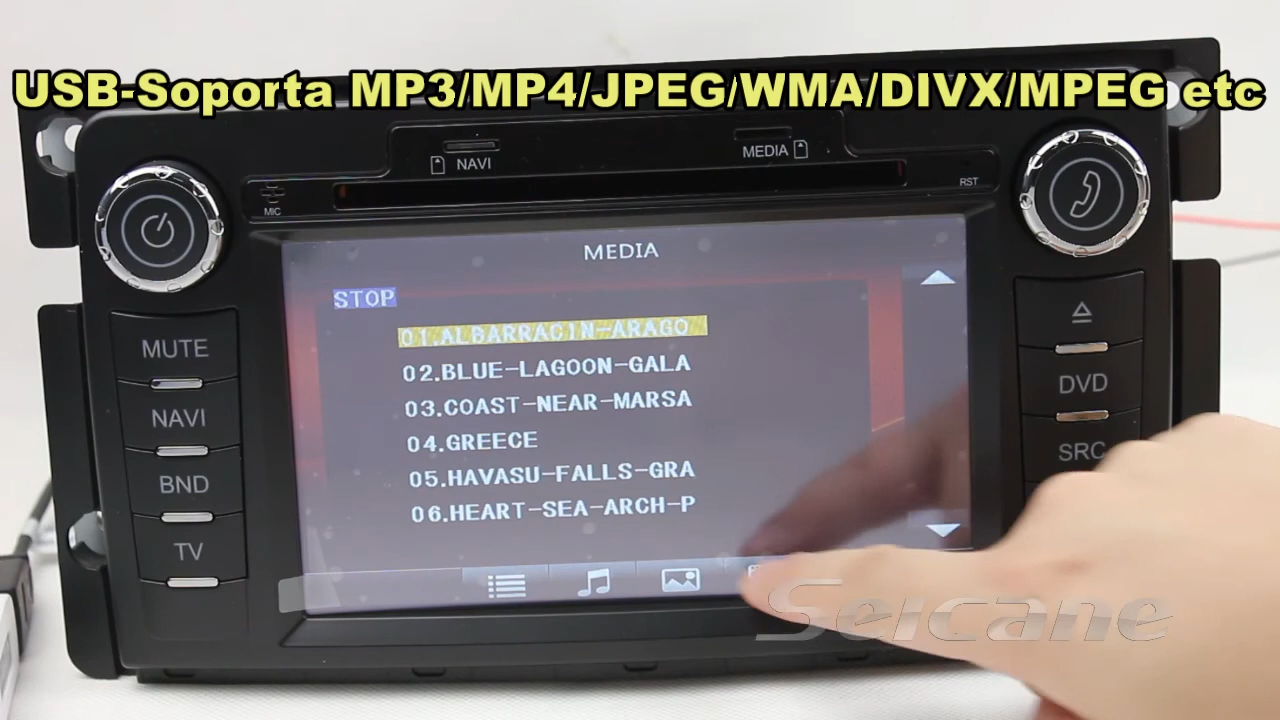 USB-Soporta MP3/MP4/JPEG/WMA/DIVX/MPEG etc
NAVI
MEDIA
MIC
RST
MEDIA
STOP
01.ALBARRACIN-ARAGO
02.BLUE-LAGOON-GALA
03.COAST-NEAR-MARSA
04.GREECE
05.HAVASU-FALLS-GRA
06.HEART-SEA-ARCH-P
MUTE
NAVI
BND
TV
DVD
SRC
Seicane